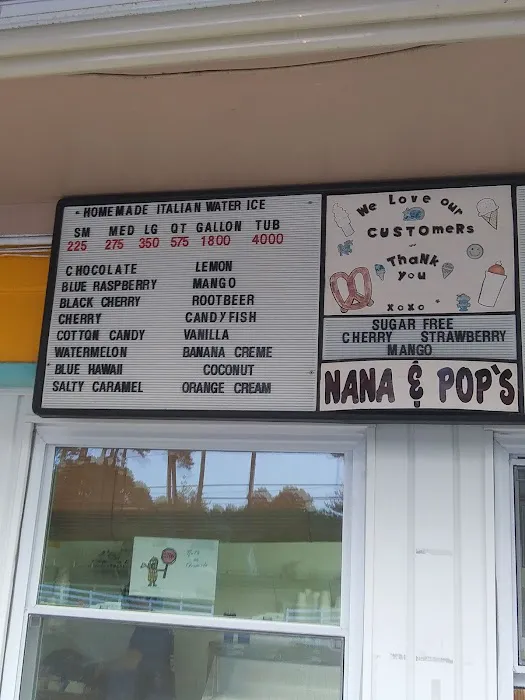 HOMEMADE ITALIAN WATER ICE
SM MED LG QT GALLON TUB
225 275 350 575 1800 4000
CHOCOLATE
BLUE RASPBERRY
BLACK CHERRY
CHERRY
COTTON CANDY
WATERMELON
BLUE HAWAII
SALTY CARAMEL
LEMON
MANGO
ROOTBEER
CANDYFISH
VANILLA
BANANA CREME
COCONUT
ORANGE CREAM
We Love our
CUSTOMeRS
ThaNK
you
XOXO
SUGAR FREE
CHERRY STRAWBERRY
MANGO
NANA & POP'S